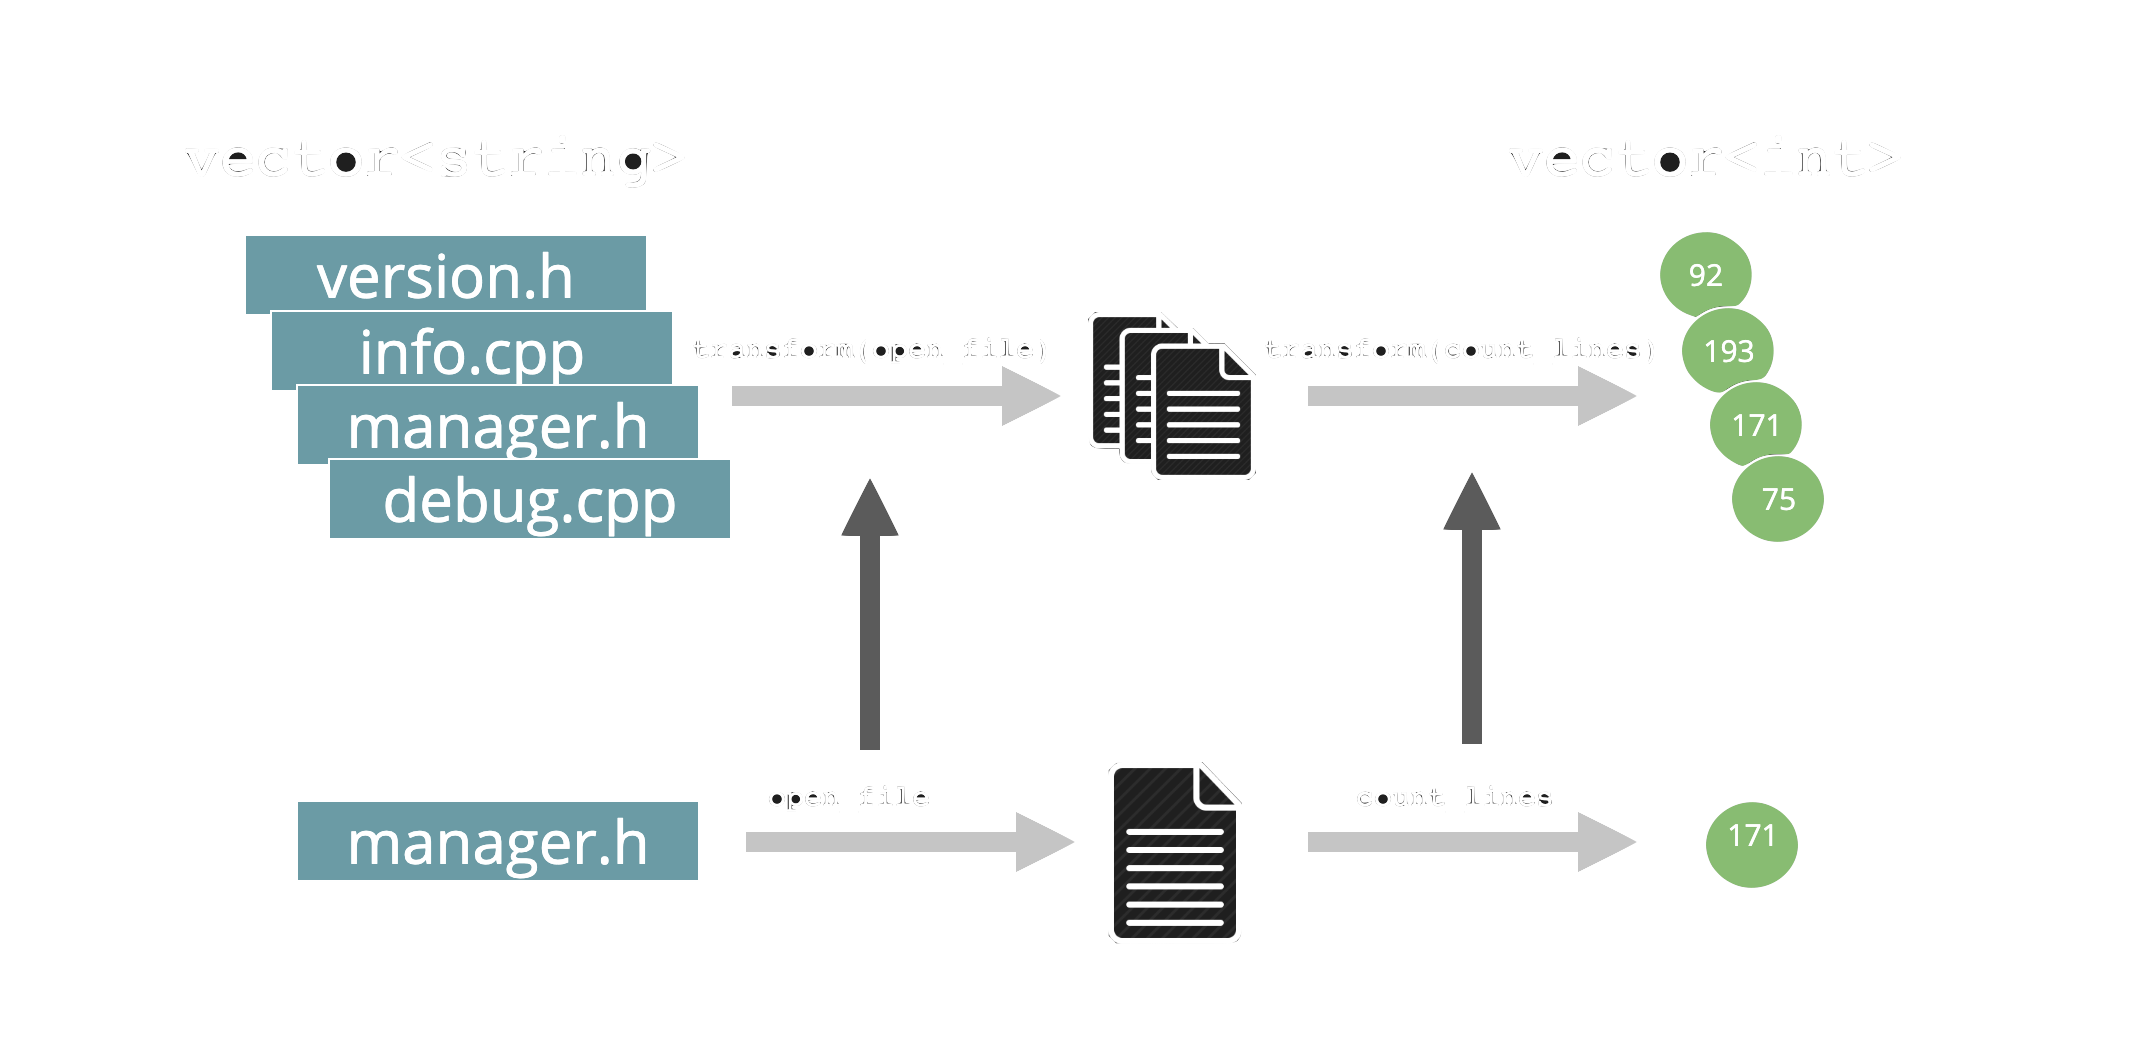 vector<string>
vector<int>
version.h
info.cpp
manager.h
debug.cpp
transform(open file)
transform(count lines)
92
193
171
75
open file
count lines
manager.h
171